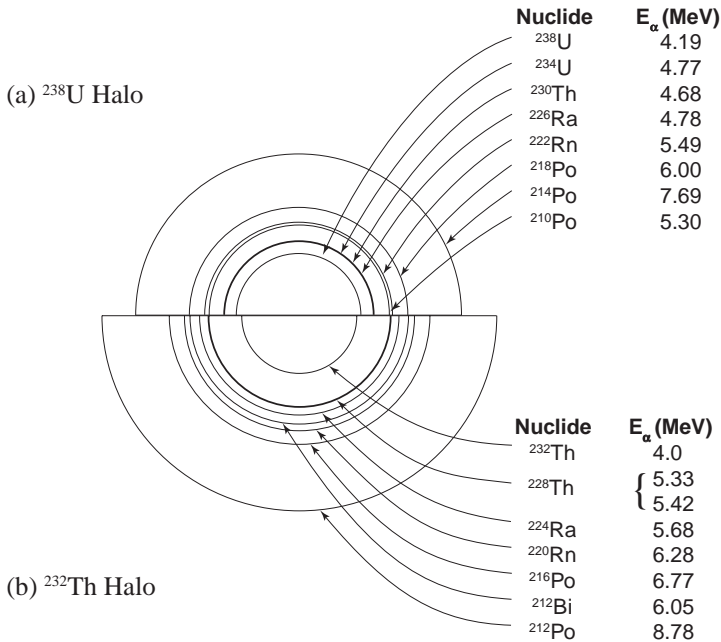 Nuclide Eα (MeV)
²³⁸U 4.19
²³⁴U 4.77
(a) ²³⁸U Halo
²³⁰Th 4.68
²²⁶Ra 4.78
²²²Rn 5.49
²¹⁸Po 6.00
²¹⁴Po 7.69
²¹⁰Po 5.30
Nuclide Eα (MeV)
²³²Th 4.0
²²⁸Th { 5.33
5.42
²²⁴Ra 5.68
²²⁰Rn 6.28
(b) ²³²Th Halo
²¹⁶Po 6.77
²¹²Bi 6.05
²¹²Po 8.78